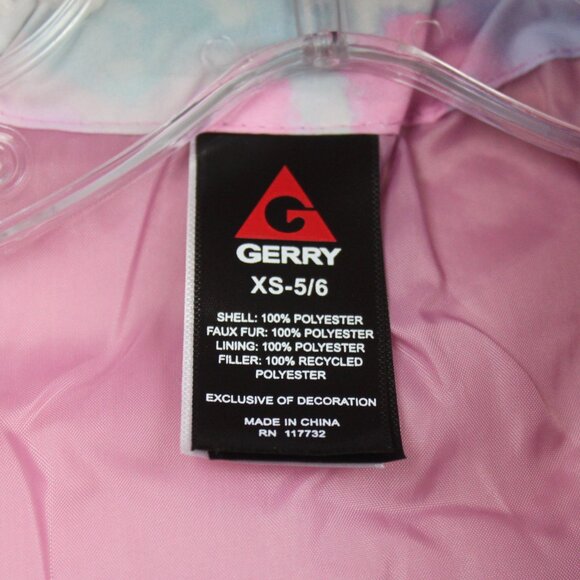 G
GERRY
XS-5/6
SHELL: 100% POLYESTER
FAUX FUR: 100% POLYESTER
LINING: 100% POLYESTER
FILLER: 100% RECYCLED
POLYESTER
EXCLUSIVE OF DECORATION
MADE IN CHINA
RN 117732